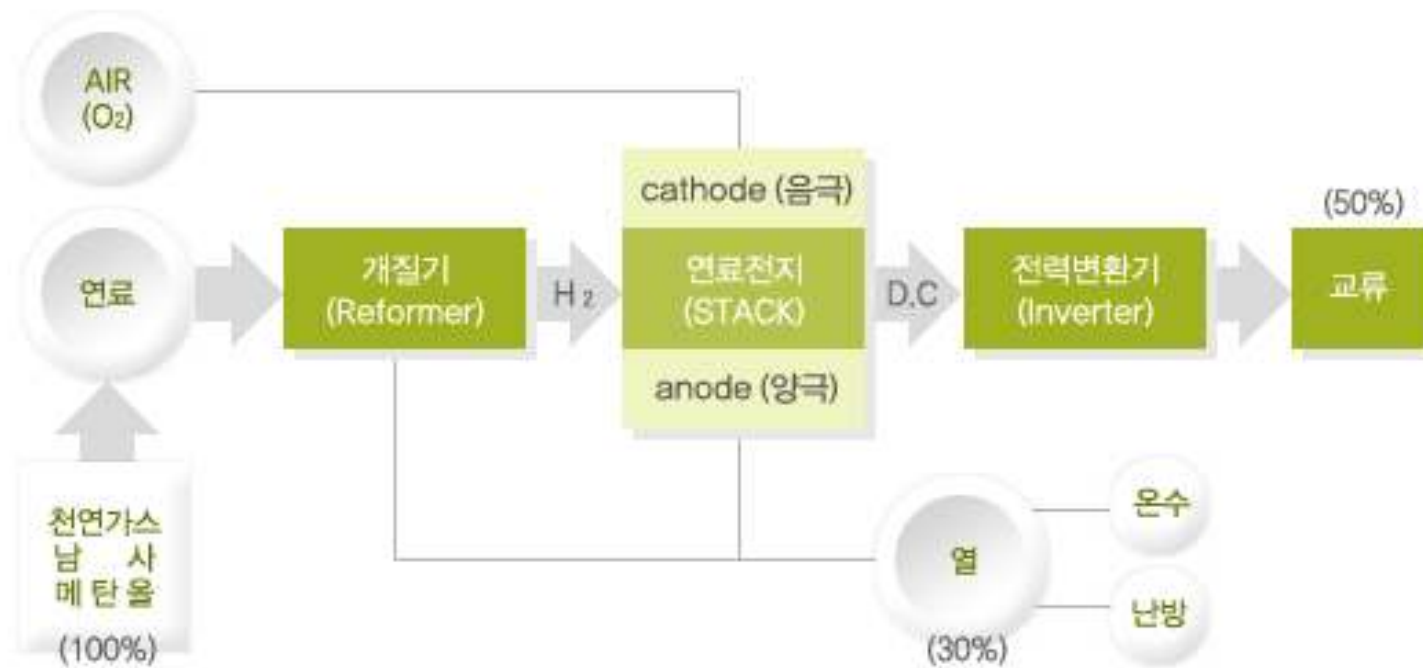 AIR
(O₂)
cathode (음극)
(50%)
연료
개질기
(Reformer)
H₂
연료전지
(STACK)
D.C
전력변환기
(Inverter)
교류
anode (양극)
천연가스
남 사
메탄올
(100%)
열
(30%)
온수
난방